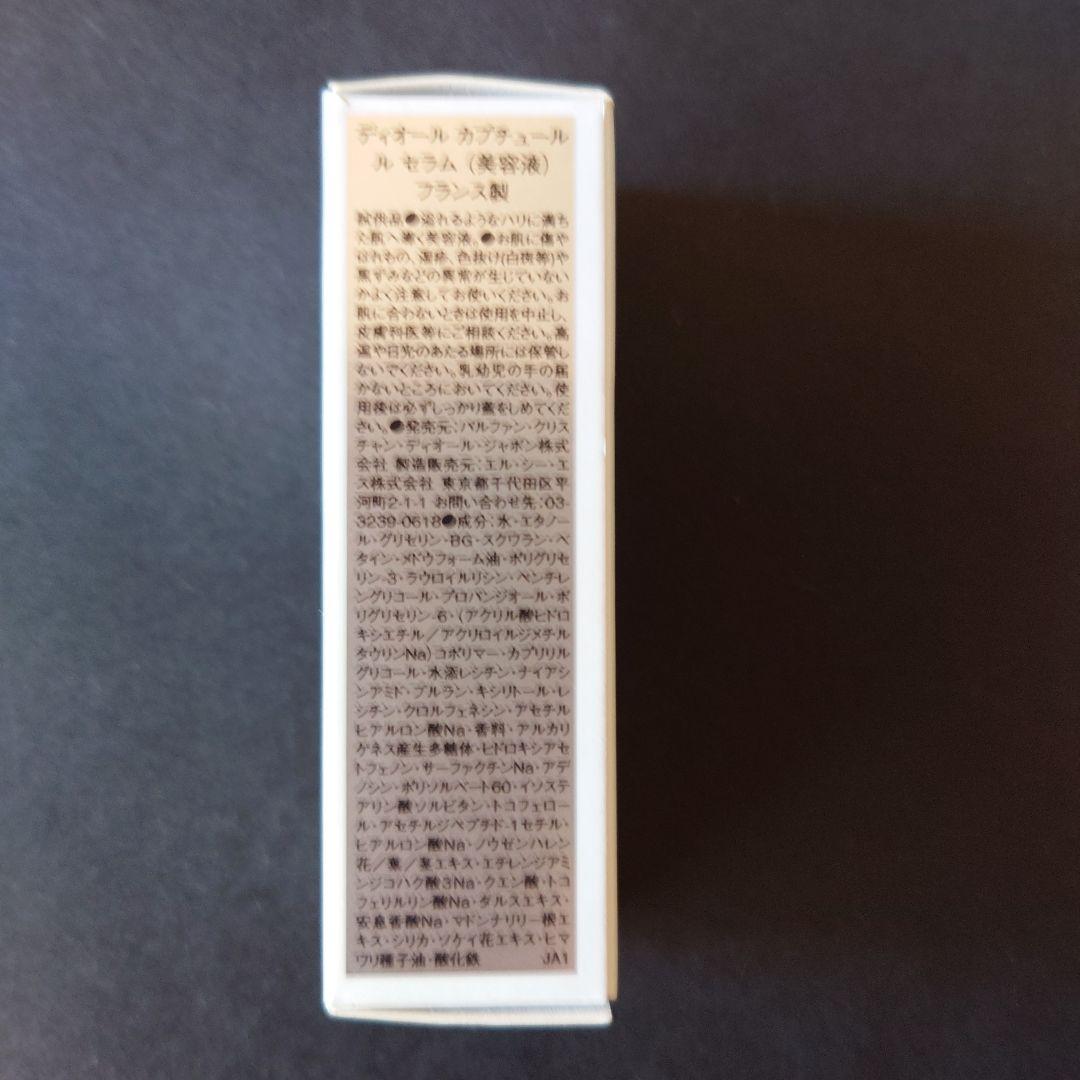 ディオール カプチュール
ル セラム (美容液)
フランス製
試供品●溢れるようなハリに満ち
た肌へ導く美容液。●お肌に傷や
はれもの、湿疹、色抜け(白斑等)や
黒ずみなどの異常が生じていない
かよく注意してお使いください。お
肌に合わないときは使用を中止し、
皮膚科医等にご相談ください。高
温や日光のあたる場所には保管し
ないでください。乳幼児の手の届
かないところにおいてください。使
用後は必ずしっかり蓋をしめてくだ
さい。●発売元:パルファン・クリス
チャン・ディオール・ジャポン株式
会社 製造販売元:エル・シー・エ
ス株式会社 東京都千代田区平
河町2-1-1 お問い合わせ先:03-
3239-0618●成分:水・エタノー
ル・グリセリン・BG・スクワラン・ベ
タイン・メドウフォーム油・ポリグリセ
リン-3・ラウロイルリシン・ペンチレ
ングリコール・プロパンジオール・ポ
リグリセリン-6・(アクリル酸ヒドロ
キシエチル/アクリロイルジメチル
タウリンNa)コポリマー・カプリリル
グリコール・水添レシチン・ナイアシ
ンアミド・プルラン・キシリトール・レ
シチン・クロルフェネシン・アセチル
ヒアルロン酸Na・香料・アルカリ
ゲネス産生多糖体・ヒドロキシアセ
トフェノン・サーファクチンNa・アデ
ノシン・ポリソルベート60・イソステ
アリン酸ソルビタン・トコフェロー
ル・アセチルジペプチド-1セチル・
ヒアルロン酸Na・ノウゼンハレン
花/葉/茎エキス・エチレンジアミ
ンジコハク酸3Na・クエン酸・トコ
フェリルリン酸Na・ダルスエキス・
安息香酸Na・マドンナリリー根エ
キス・シリカ・ソケイ花エキス・ヒマ
ワリ種子油・酸化鉄 JA1